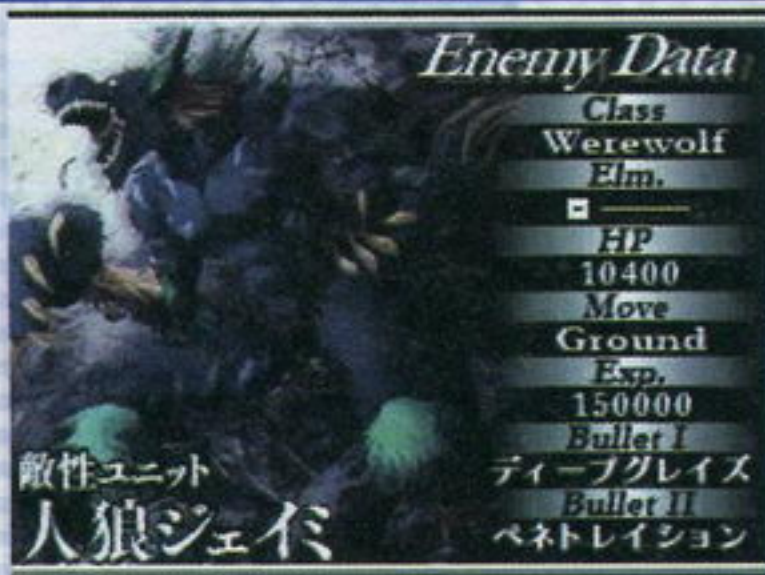 Enemy Data
Class
Werewolf
Elm.
-
HP
10400
Move
Ground
Exp.
150000
Bullet I
ディープグレイズ
Bullet II
ペネトレイション
敵性ユニット
人狼ジェイミ